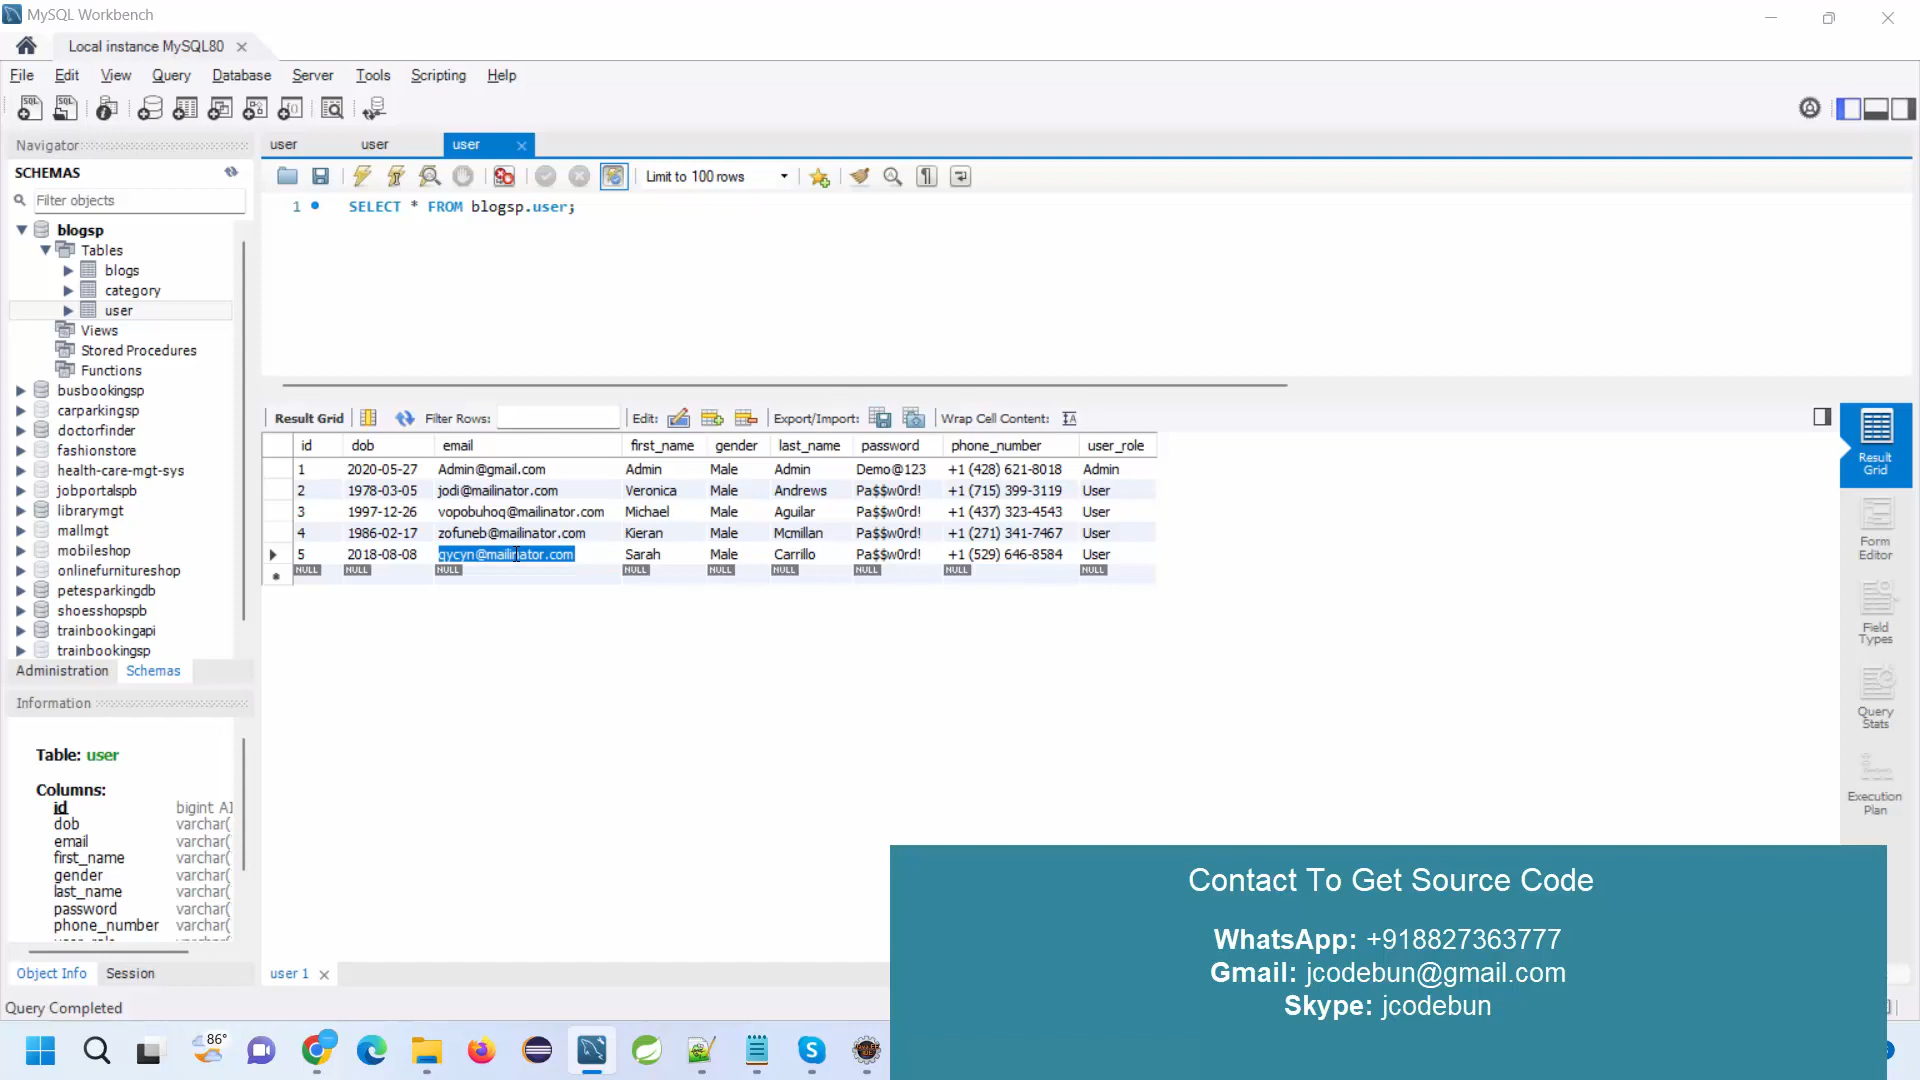 MySQL Workbench
Local instance MySQL80
File Edit View Query Database Server Tools Scripting Help
Navigator
SCHEMAS
Filter objects
blogsp
Tables
blogs
category
user
Views
Stored Procedures
Functions
busbookingsp
carparkingsp
doctorfinder
fashionstore
health-care-mgt-sys
jobportalspb
librarymgt
mallmgt
mobileshop
onlinefurnitureshop
petesparkingdb
shoesshopspb
trainbookingapi
trainbookingsp
Administration Schemas
Information
Table: user
Columns:
id bigint AI
dob varchar(
email varchar(
first_name varchar(
gender varchar(
last_name varchar(
password varchar(
phone_number varchar(
Object Info Session
Query Completed
user user user
Limit to 100 rows
1 SELECT * FROM blogsp.user;
Result Grid Filter Rows: Edit: Export/Import: Wrap Cell Content:
id dob email first_name gender last_name password phone_number user_role
1 2020-05-27 Admin@gmail.com Admin Male Admin Demo@123 +1 (428) 621-8018 Admin
2 1978-03-05 jodi@mailinator.com Veronica Male Andrews Pa$$w0rd! +1 (715) 399-3119 User
3 1997-12-26 vopobuhoq@mailinator.com Michael Male Aguilar Pa$$w0rd! +1 (437) 323-4543 User
4 1986-02-17 zofuneb@mailinator.com Kieran Male Mcmillan Pa$$w0rd! +1 (271) 341-7467 User
5 2018-08-08 Sarah Male Carrillo Pa$$w0rd! +1 (529) 646-8584 User
NULL NULL NULL NULL NULL NULL NULL NULL NULL
Result Grid
Form Editor
Field Types
Query Stats
Execution Plan
user 1
Contact To Get Source Code
WhatsApp: +918827363777
Gmail: jcodebun@gmail.com
Skype: jcodebun
86°